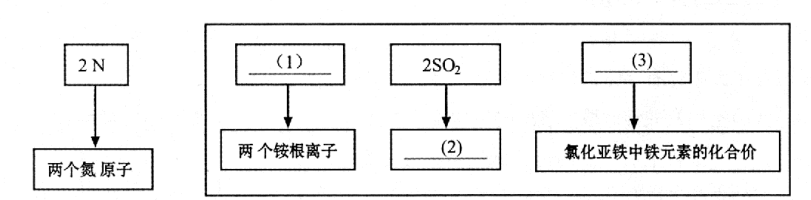 2 N （1） 2SO₂ (3)
两个氮 原子 两 个铵根离子 (2) 氯化亚铁中铁元素的化合价